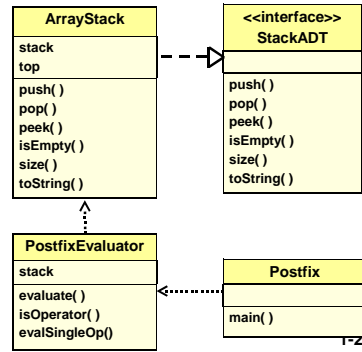 ArrayStack
stack
top
push( )
pop( )
peek( )
isEmpty( )
size( )
toString( )
<<interface>>
StackADT
push( )
pop( )
peek( )
isEmpty( )
size( )
toString( )
PostfixEvaluator
stack
evaluate( )
isOperator( )
evalSingleOp()
Postfix
main( )